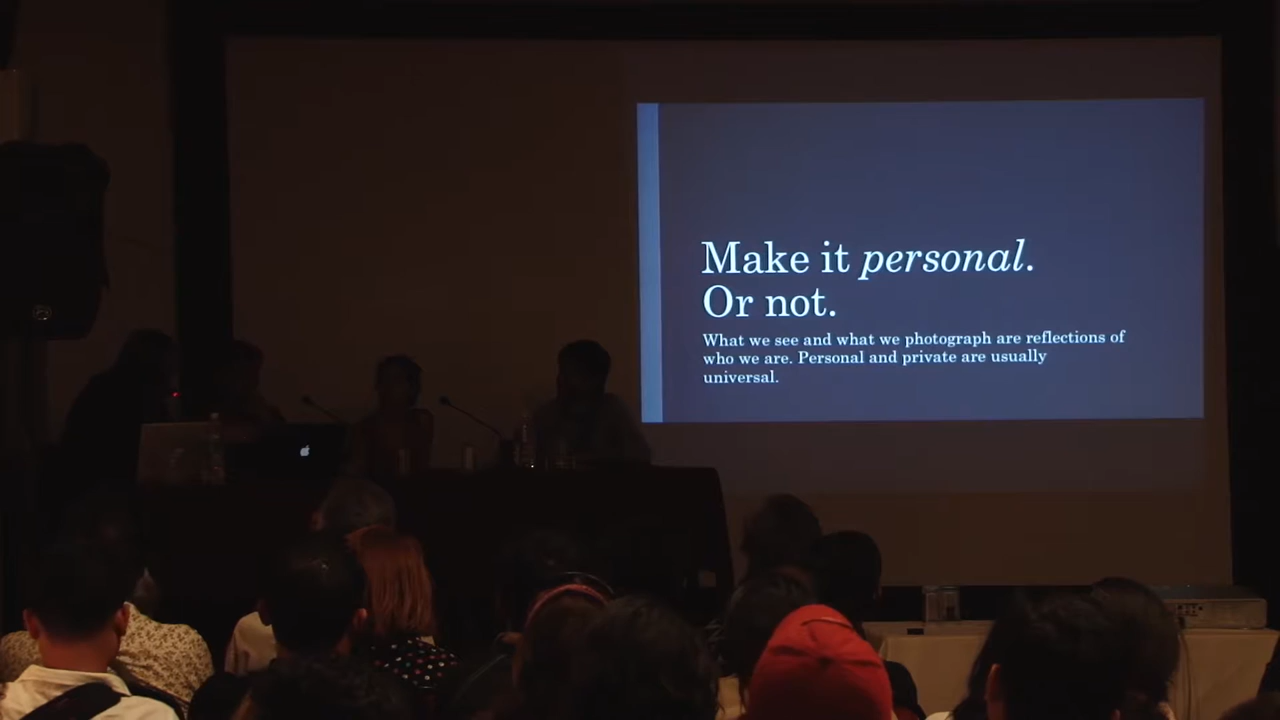 Make it personal.
Or not.
What we see and what we photograph are reflections of
who we are. Personal and private are usually
universal.